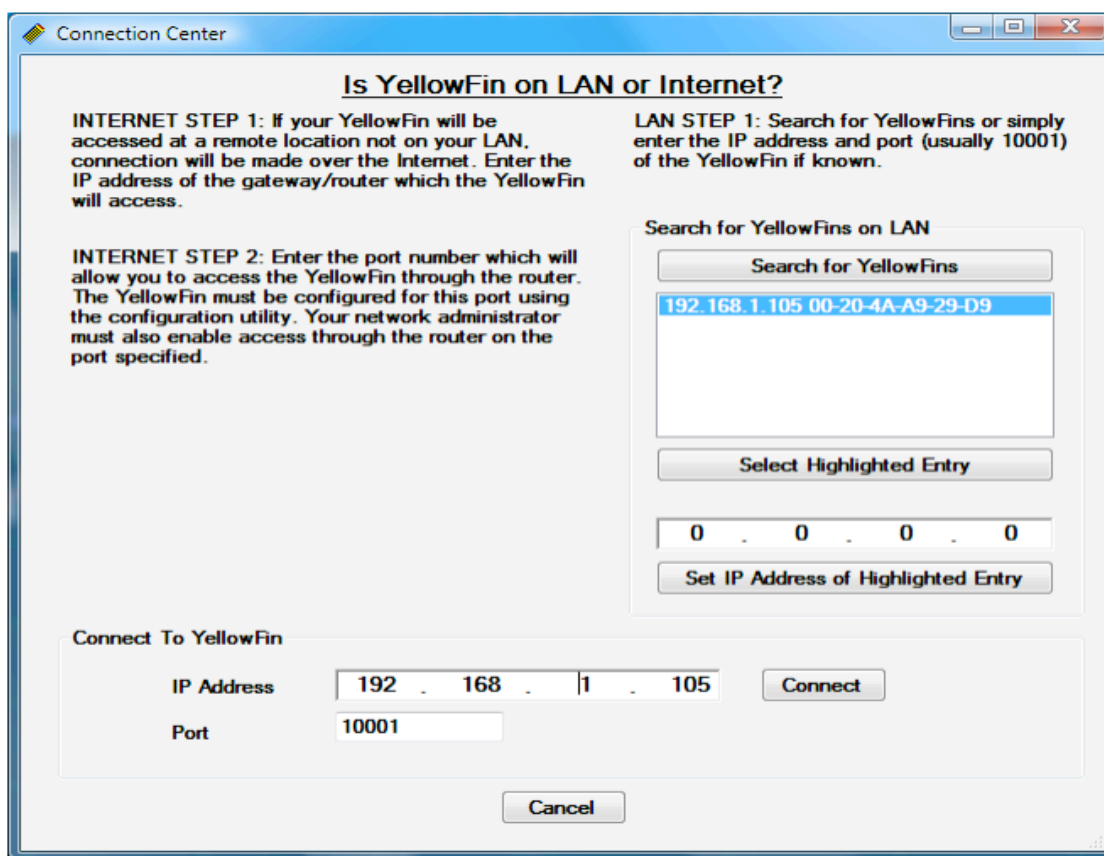 Connection Center
Is YellowFin on LAN or Internet?
INTERNET STEP 1: If your YellowFin will be
accessed at a remote location not on your LAN,
connection will be made over the Internet. Enter the
IP address of the gateway/router which the YellowFin
will access.
INTERNET STEP 2: Enter the port number which will
allow you to access the YellowFin through the router.
The YellowFin must be configured for this port using
the configuration utility. Your network administrator
must also enable access through the router on the
port specified.
LAN STEP 1: Search for YellowFins or simply
enter the IP address and port (usually 10001)
of the YellowFin if known.
Search for YellowFins on LAN
Search for YellowFins
192.168.1.105 00-20-4A-A9-29-D9
Select Highlighted Entry
0 . 0 . 0 . 0
Set IP Address of Highlighted Entry
Connect To YellowFin
IP Address 192 . 168 . 1 . 105 Connect
Port 10001
Cancel